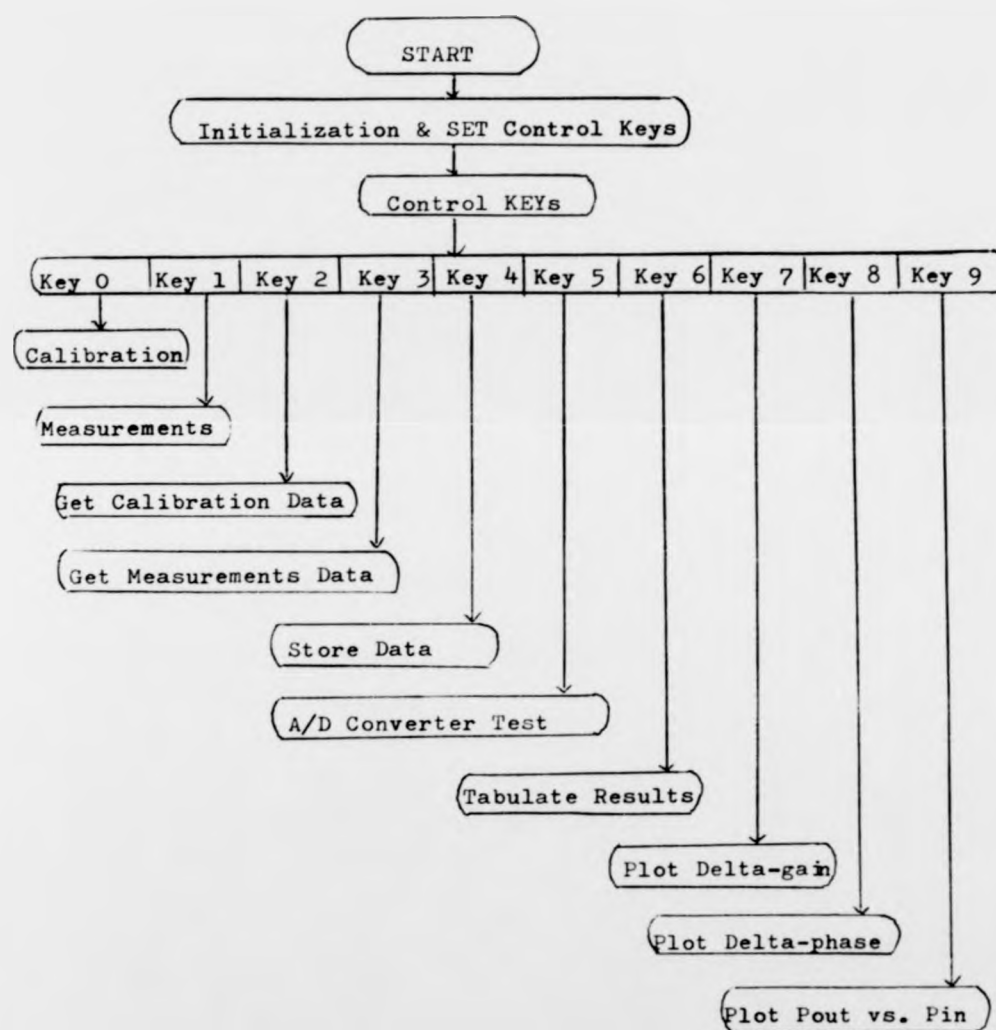 START
Initialization & SET Control Keys
Control KEYs
Key 0 Key 1 Key 2 Key 3 Key 4 Key 5 Key 6 Key 7 Key 8 Key 9
Calibration
Measurements
Get Calibration Data
Get Measurements Data
Store Data
A/D Converter Test
Tabulate Results
Plot Delta-gain
Plot Delta-phase
Plot Pout vs. Pin